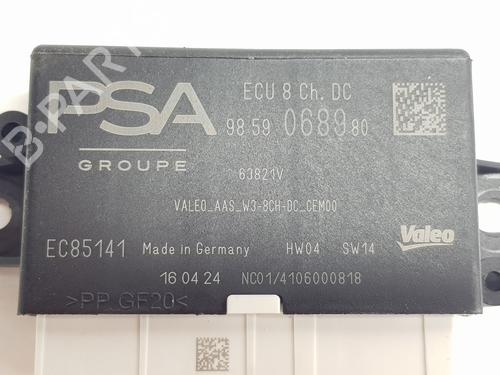 PSA
GROUPE
ECU 8 Ch. DC
98 59 0689 80
63821V
VALEO_AAS_W3-8CH-DC_CEM00
EC85141 Made in Germany HW04 SW14 Valeo
16 04 24 NC01/4106000818
>PP GF20<